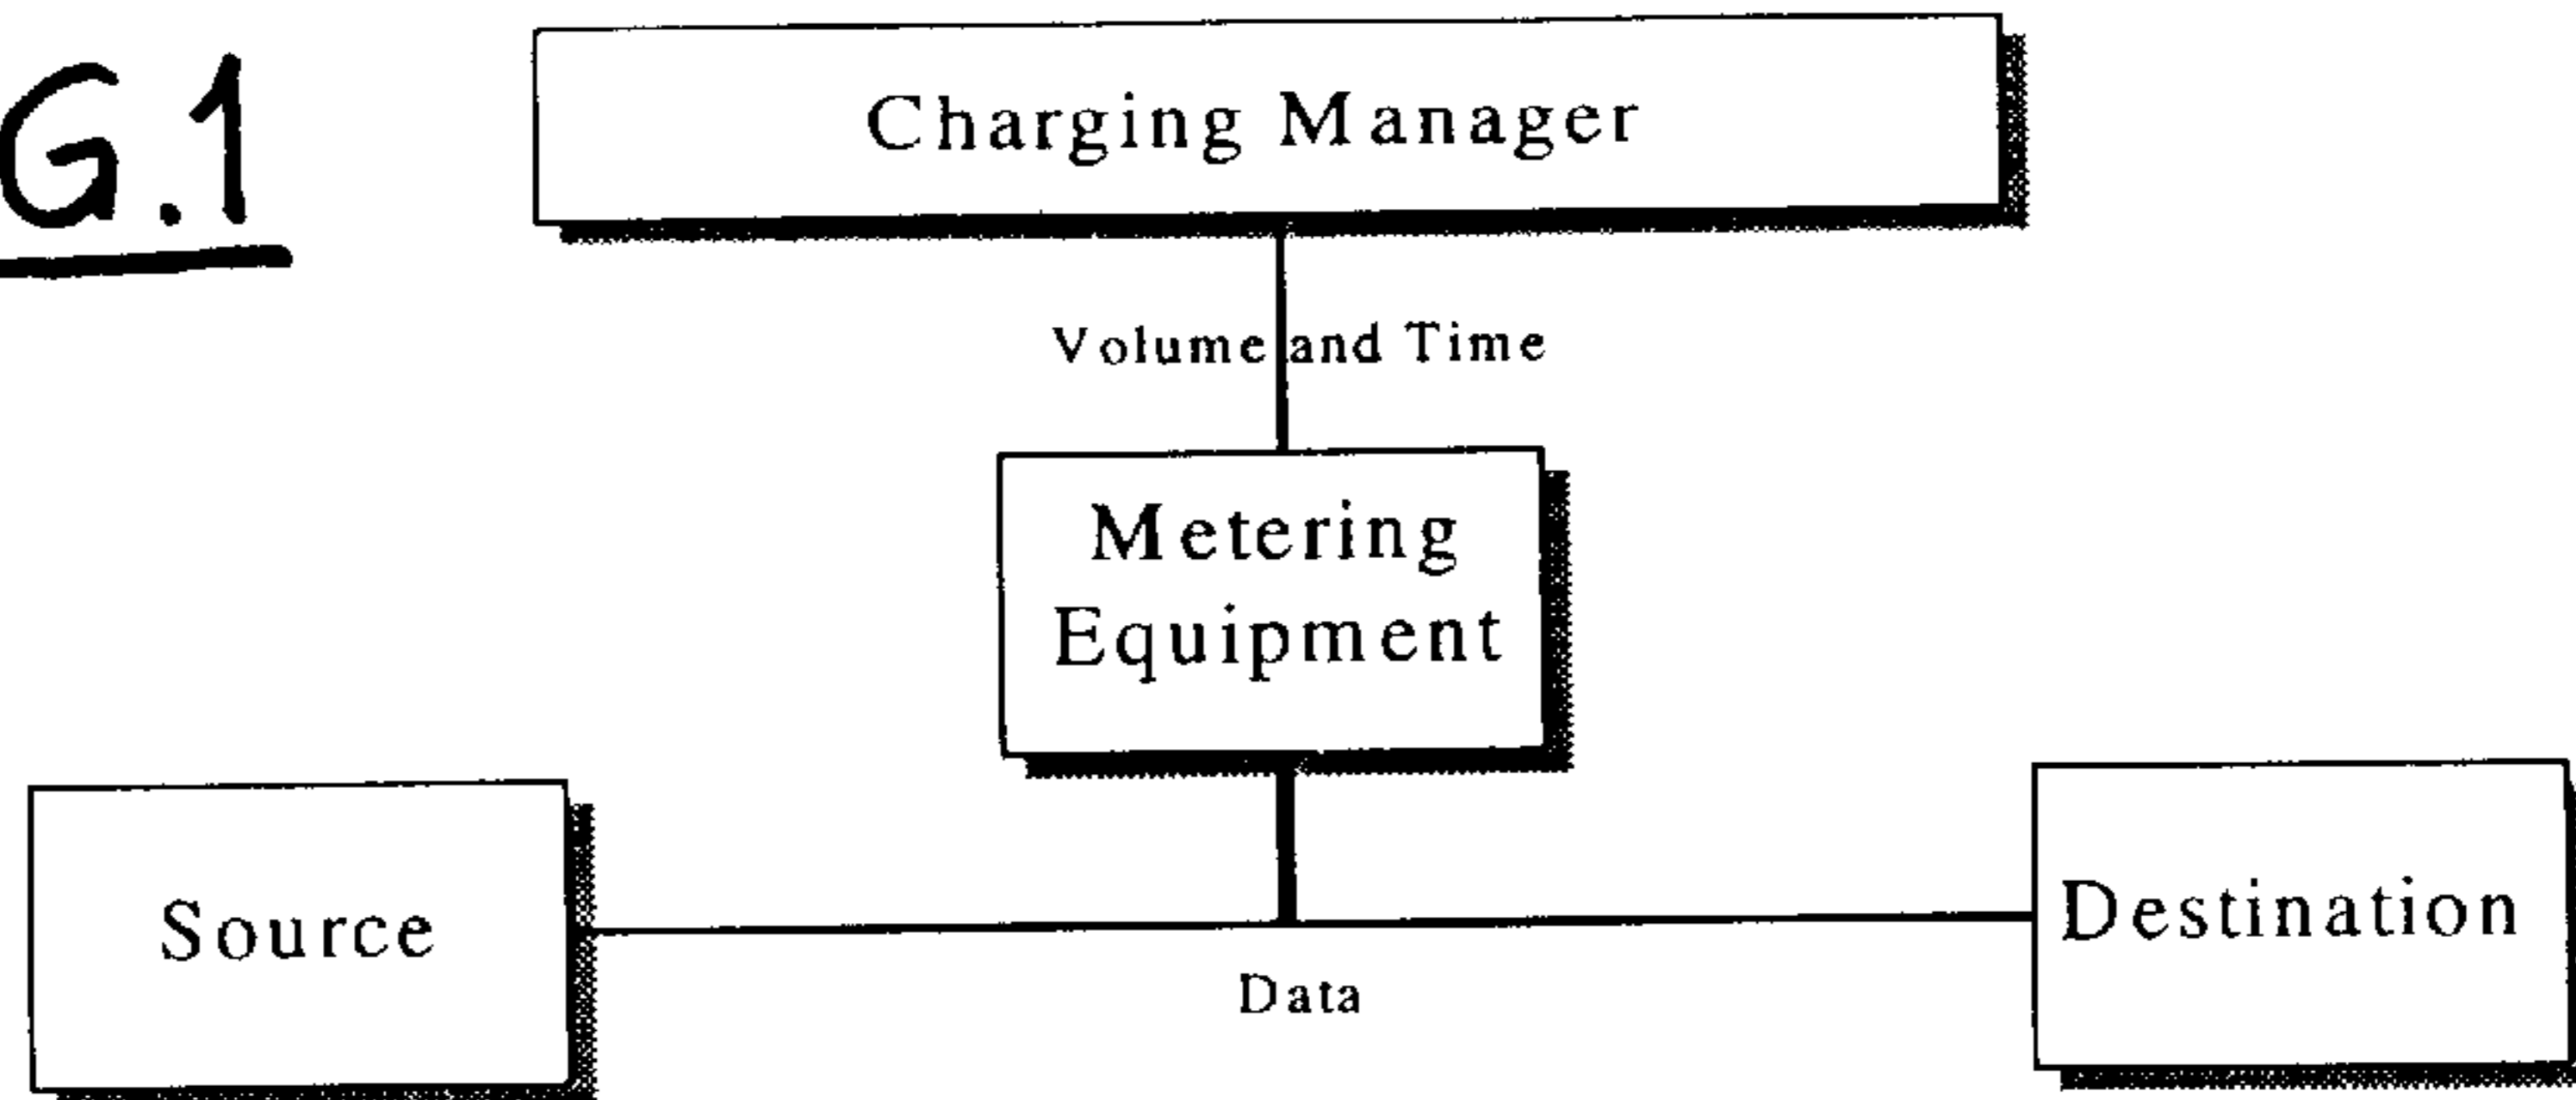 G.1
Charging Manager
Volume and Time
Metering
Equipment
Source
Destination
Data